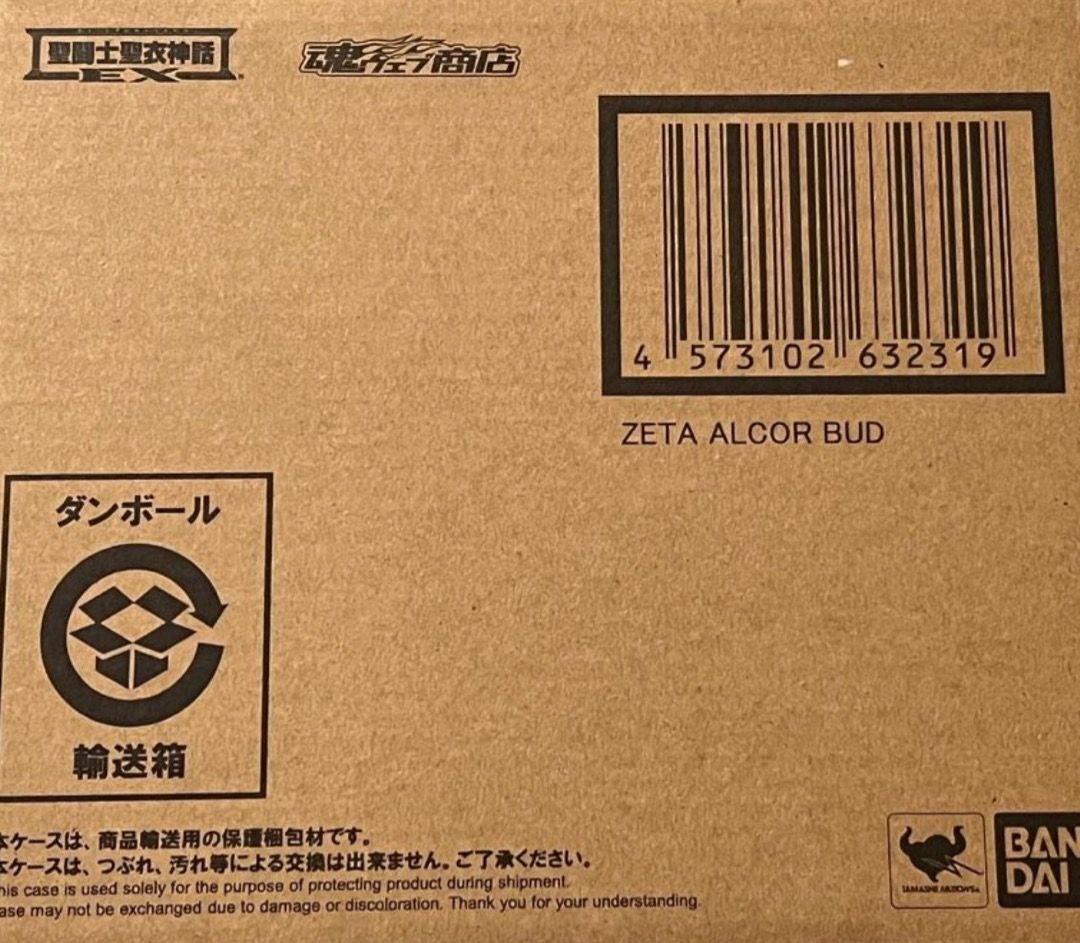 聖闘士聖衣神話
EX
魂ウェブ商店
4 573102 632319
ZETA ALCOR BUD
ダンボール
輸送箱
本ケースは、商品輸送用の保護梱包材です。
本ケースは、つぶれ、汚れ等による交換は出来ません。ご了承ください。
his case is used solely for the purpose of protecting product during shipment.
ase may not be exchanged due to damage or discoloration. Thank you for your understanding.
TAMASHII NATIONS
BAN
DAI